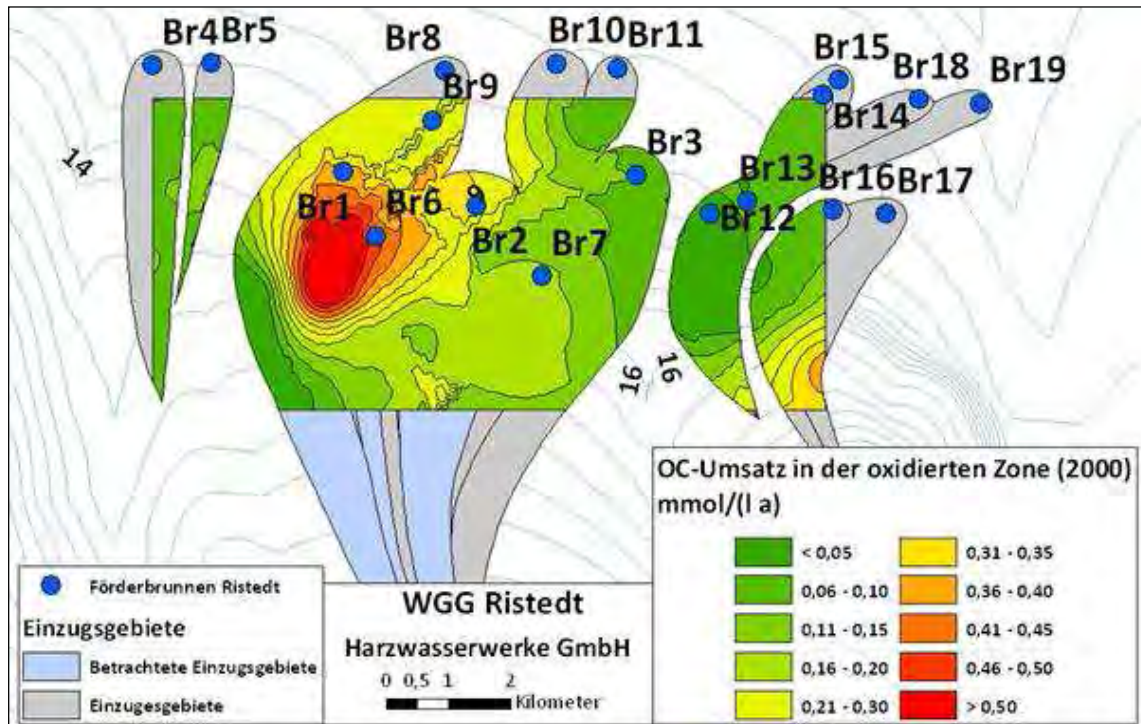 Br4 Br5
Br8
Br9
Br10
Br11
Br15
Br18
Br19
Br14
Br3
Br13
Br16
Br17
Br12
Br1
Br6
9
Br2
Br7
14
16
16
Förderbrunnen Ristedt
Einzugsgebiete
Betrachtete Einzugsgebiete
Einzugesgebiete
WGG Ristedt
Harzwasserwerke GmbH
0 0,5 1 2
Kilometer
OC-Umsatz in der oxidierten Zone (2000)
mmol/(l a)
< 0,05
0,06 - 0,10
0,11 - 0,15
0,16 - 0,20
0,21 - 0,30
0,31 - 0,35
0,36 - 0,40
0,41 - 0,45
0,46 - 0,50
> 0,50